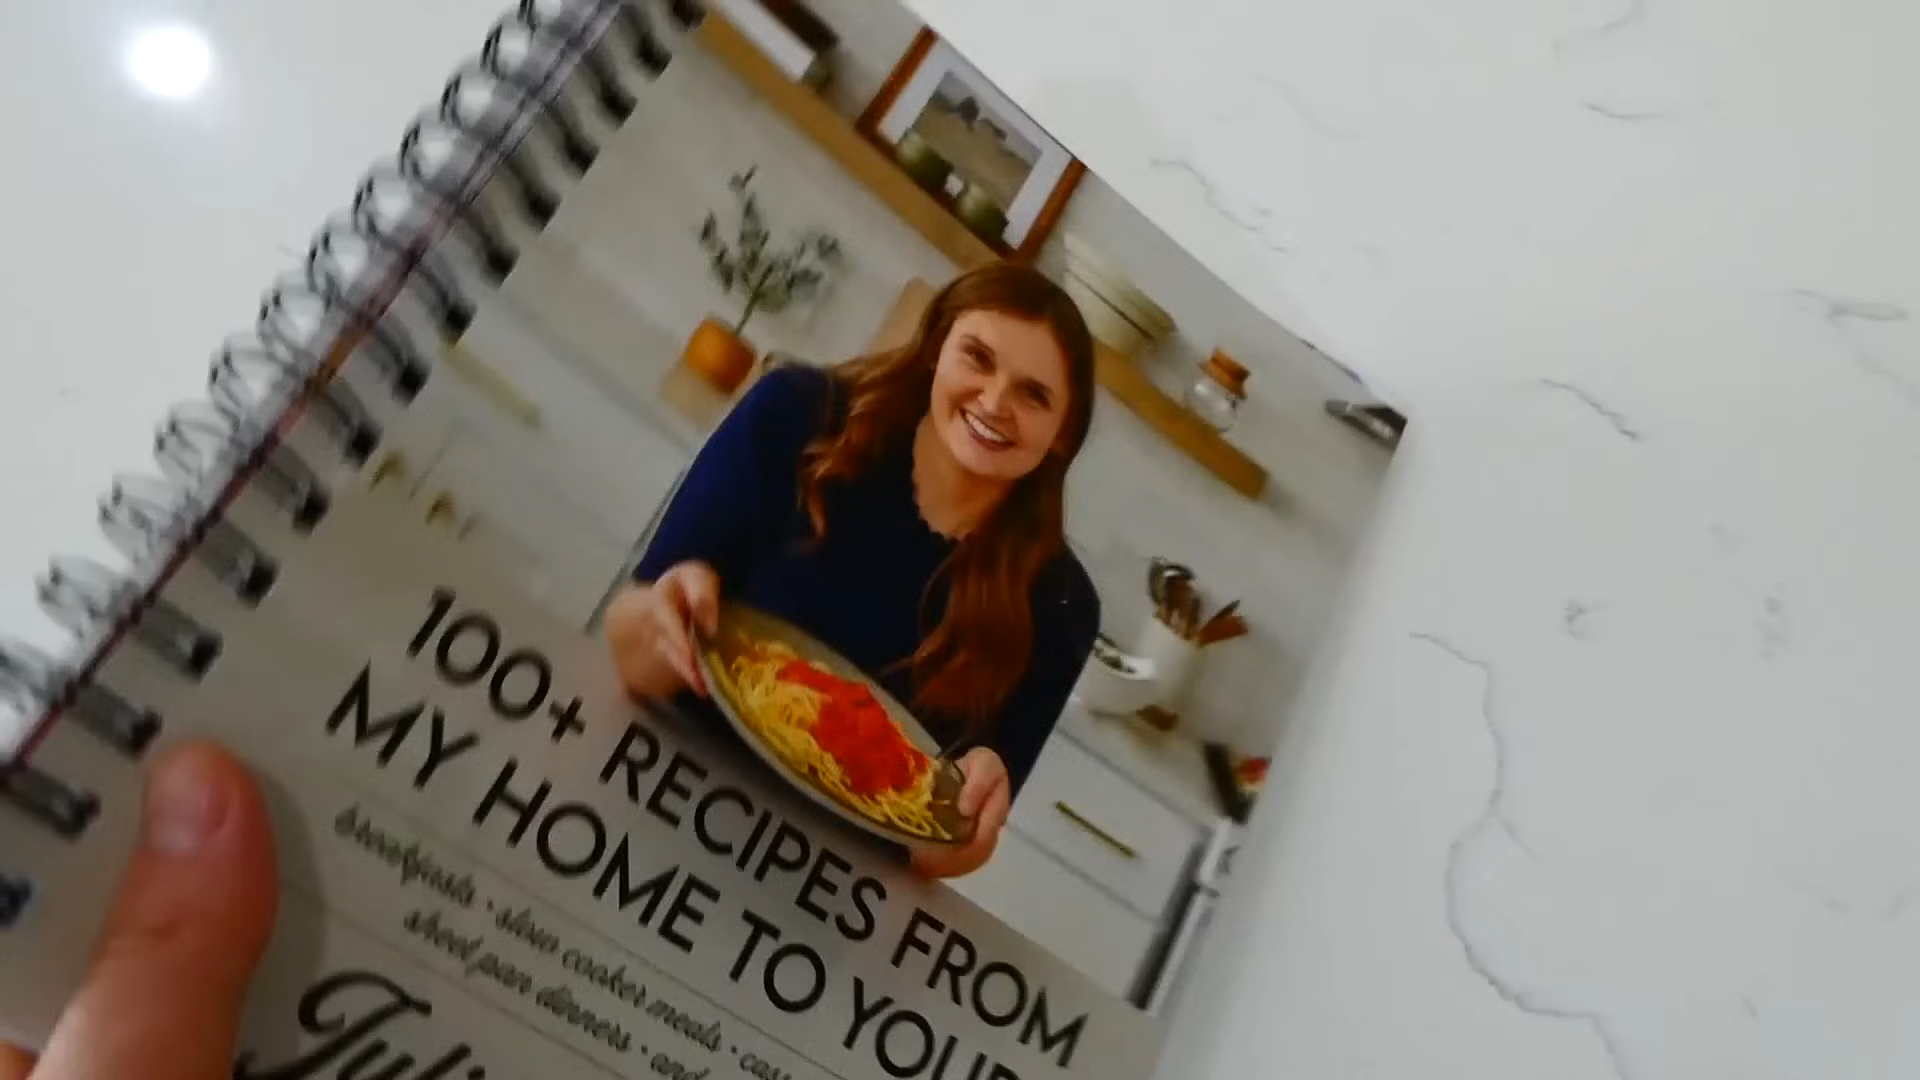 100+ RECIPES FROM
MY HOME TO YOUR
breakfasts • slow cooker meals •
sheet pan dinners • and